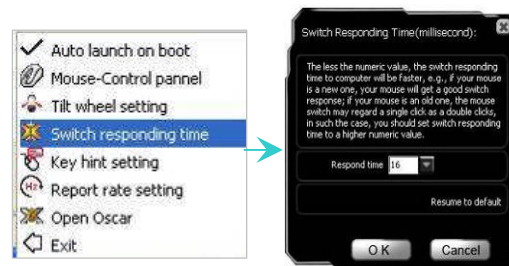 Auto launch on boot
Mouse-Control pannel
Tilt wheel setting
Switch responding time
Key hint setting
Report rate setting
Open Oscar
Exit
Switch Responding Time(millisecond):
The less the numeric value, the switch responding
time to computer will be faster, e.g., if your mouse
is a new one, your mouse will get a good switch
response; if your mouse is an old one, the mouse
switch may regard a single click as a double clicks,
in such the case, you should set switch responding
time to a higher numeric value.
Respond time 16
Resume to default
OK Cancel